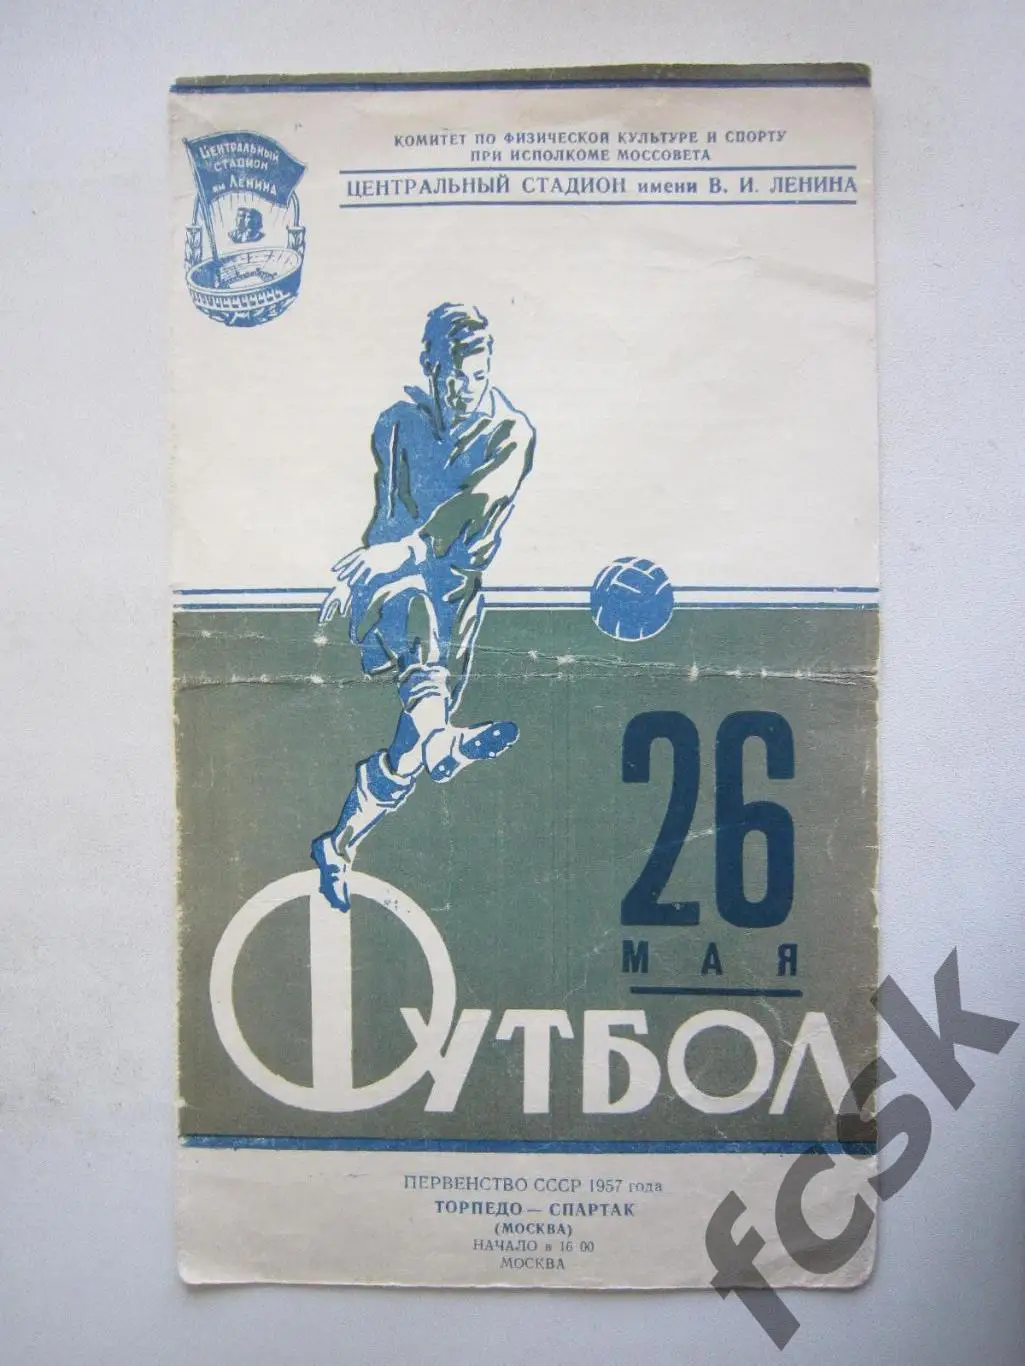 КОМИТЕТ ПО ФИЗИЧЕСКОЙ КУЛЬТУРЕ И СПОРТУ
ПРИ ИСПОЛКОМЕ МОССОВЕТА
ЦЕНТРАЛЬНЫЙ СТАДИОН имени В. И. ЛЕНИНА
ЦЕНТРАЛЬНЫЙ
СТАДИОН
им ЛЕНИНА
26
МАЯ
ФУТБОЛ
ПЕРВЕНСТВО СССР 1957 года
ТОРПЕДО — СПАРТАК
(МОСКВА)
НАЧАЛО в 16 00
МОСКВА
fcsk